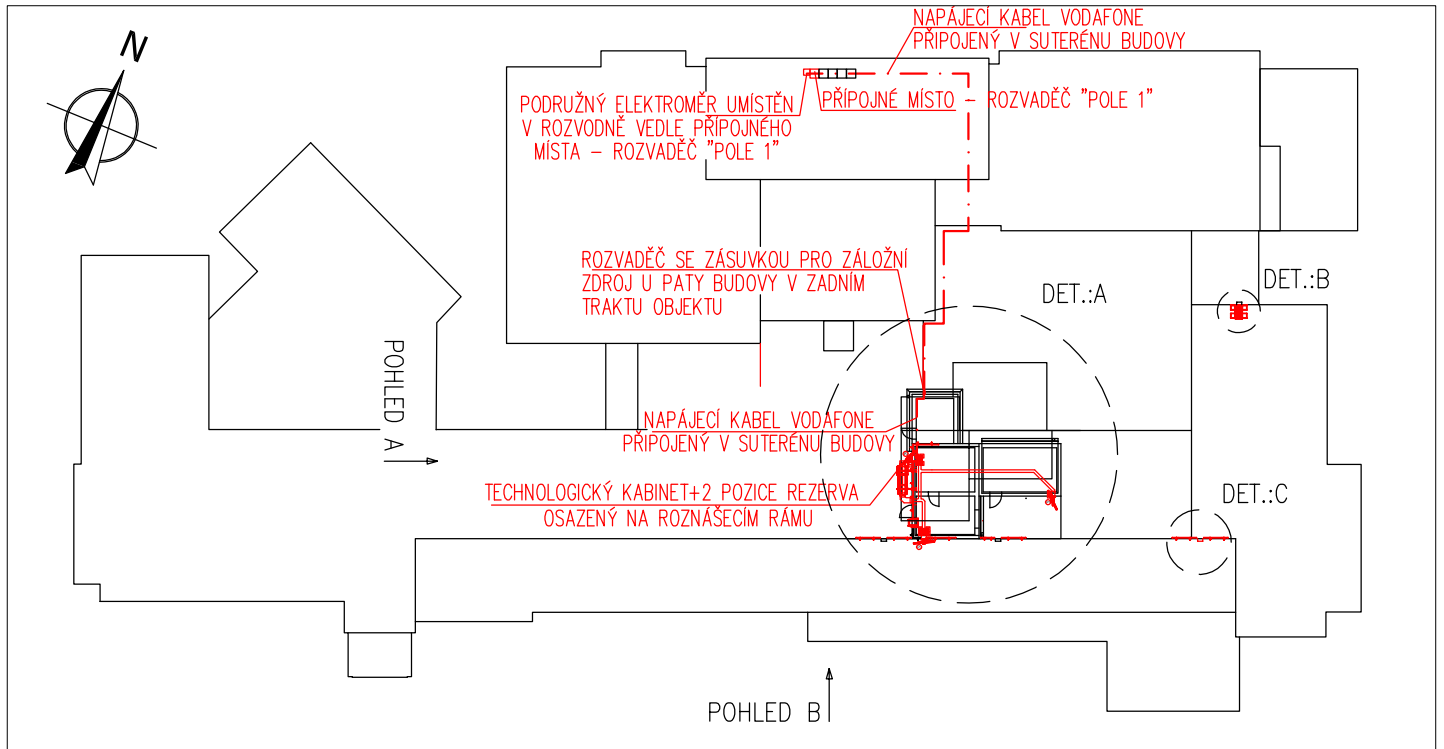 N
NAPÁJECÍ KABEL VODAFONE
PŘIPOJENÝ V SUTERÉNU BUDOVY
PODRUŽNÝ ELEKTROMĚR UMÍSTĚN
V ROZVODNĚ VEDLE PŘÍPOJNÉHO
MÍSTA – ROZVADĚČ "POLE 1"
PŘÍPOJNÉ MÍSTO – ROZVADĚČ "POLE 1"
ROZVADĚČ SE ZÁSUVKOU PRO ZÁLOŽNÍ
ZDROJ U PATY BUDOVY V ZADNÍM
TRAKTU OBJEKTU
DET.:A
DET.:B
POHLED A
NAPÁJECÍ KABEL VODAFONE
PŘIPOJENÝ V SUTERÉNU BUDOVY
TECHNOLOGICKÝ KABINET+2 POZICE REZERVA
OSAZENÝ NA ROZNÁŠECÍM RÁMU
DET.:C
POHLED B